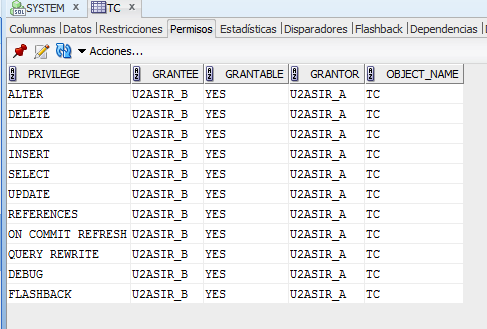 SYSTEM x TC x
Columnas Datos Restricciones Permisos Estadísticas Disparadores Flashback Dependencias
Acciones...
PRIVILEGE GRANTEE GRANTABLE GRANTOR OBJECT_NAME
ALTER U2ASIR_B YES U2ASIR_A TC
DELETE U2ASIR_B YES U2ASIR_A TC
INDEX U2ASIR_B YES U2ASIR_A TC
INSERT U2ASIR_B YES U2ASIR_A TC
SELECT U2ASIR_B YES U2ASIR_A TC
UPDATE U2ASIR_B YES U2ASIR_A TC
REFERENCES U2ASIR_B YES U2ASIR_A TC
ON COMMIT REFRESH U2ASIR_B YES U2ASIR_A TC
QUERY REWRITE U2ASIR_B YES U2ASIR_A TC
DEBUG U2ASIR_B YES U2ASIR_A TC
FLASHBACK U2ASIR_B YES U2ASIR_A TC